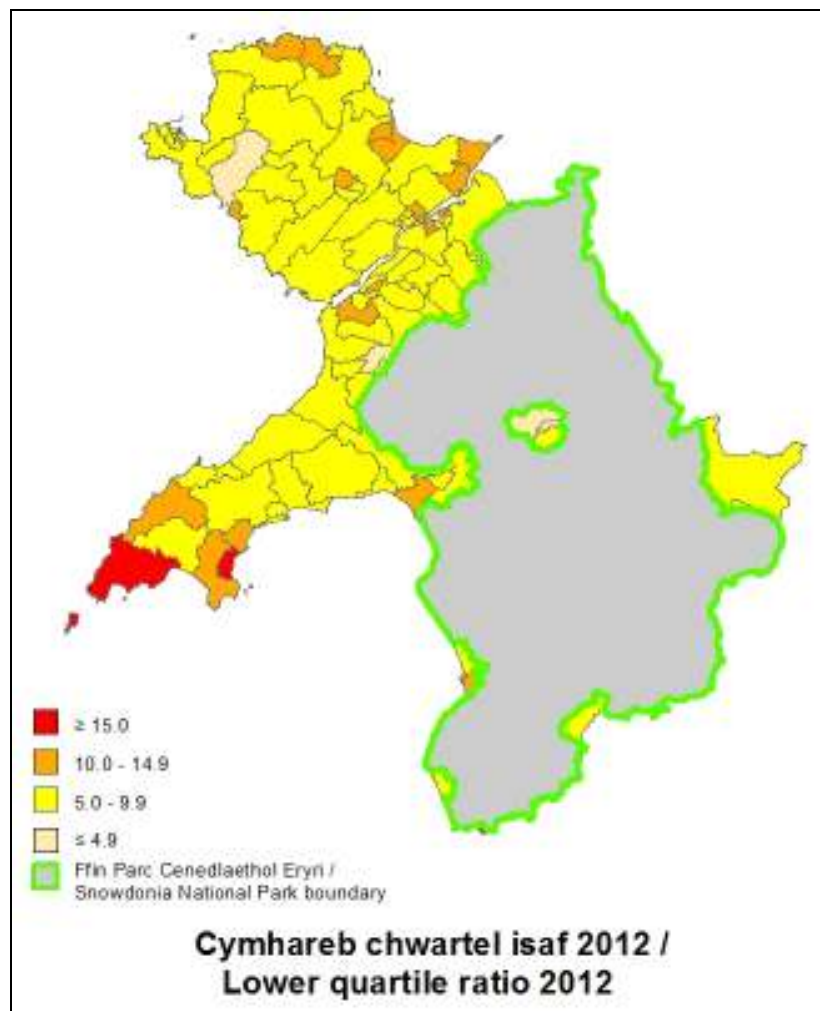 ≥ 15.0
10.0 - 14.9
5.0 - 9.9
≤ 4.9
Ffin Parc Cenedlaethol Eryri /
Snowdonia National Park boundary
Cymhareb chwartel isaf 2012 /
Lower quartile ratio 2012